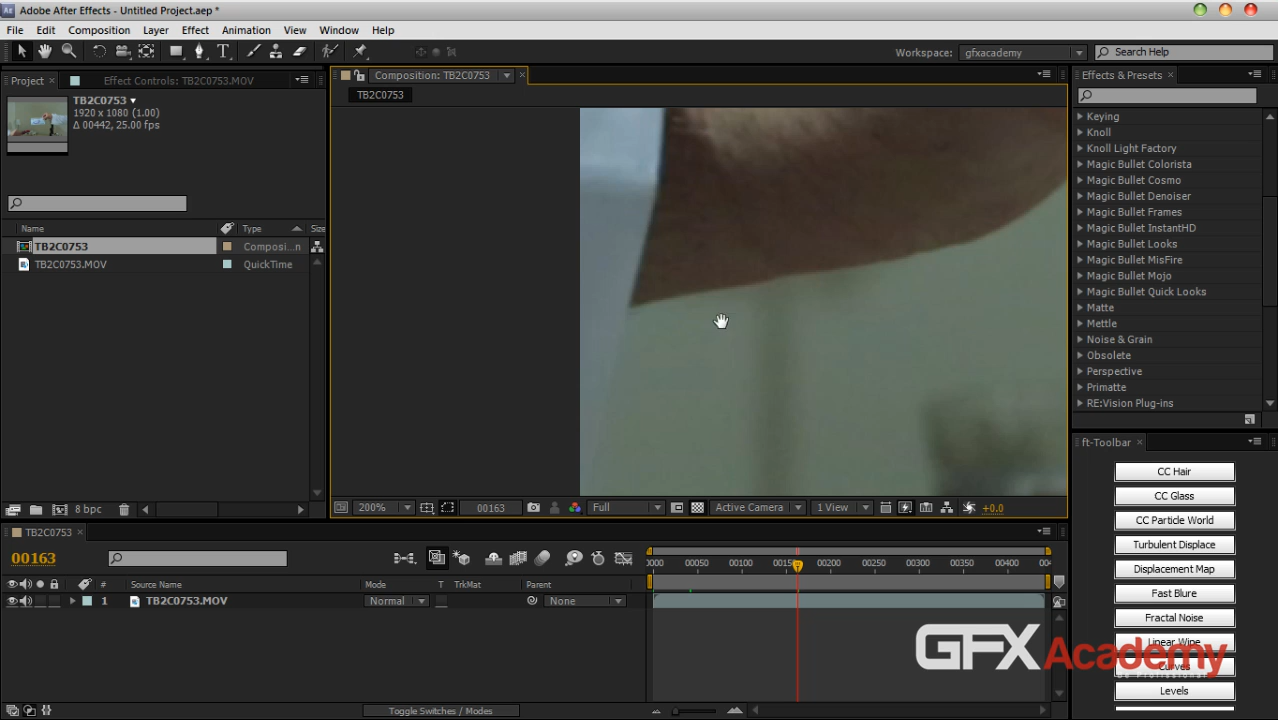 Adobe After Effects - Untitled Project.aep *
File Edit Composition Layer Effect Animation View Window Help
Workspace: gfxacademy Search Help
Project Effect Controls: TB2C0753.MOV
Composition: TB2C0753
Effects & Presets
TB2C0753
TB2C0753
1920 x 1080 (1.00)
Δ 00442, 25.00 fps
Name Type Size
TB2C0753 Composi...n
TB2C0753.MOV QuickTime
8 bpc
200% 00163 Full Active Camera 1 View +0.0
Keying
Knoll
Knoll Light Factory
Magic Bullet Colorista
Magic Bullet Cosmo
Magic Bullet Denoiser
Magic Bullet Frames
Magic Bullet InstantHD
Magic Bullet Looks
Magic Bullet MisFire
Magic Bullet Mojo
Magic Bullet Quick Looks
Matte
Mettle
Noise & Grain
Obsolete
Perspective
Primatte
RE:Vision Plug-ins
ft-Toolbar
CC Hair
CC Glass
CC Particle World
Turbulent Displace
Displacement Map
Fast Blure
Fractal Noise
Linear Wipe
Curves
Levels
TB2C0753
00163
0000 00050 00100 0015 00200 00250 00300 00350 00400 004
# Source Name Mode T TrkMat Parent
1 TB2C0753.MOV Normal None
Toggle Switches / Modes
GFXAcademy